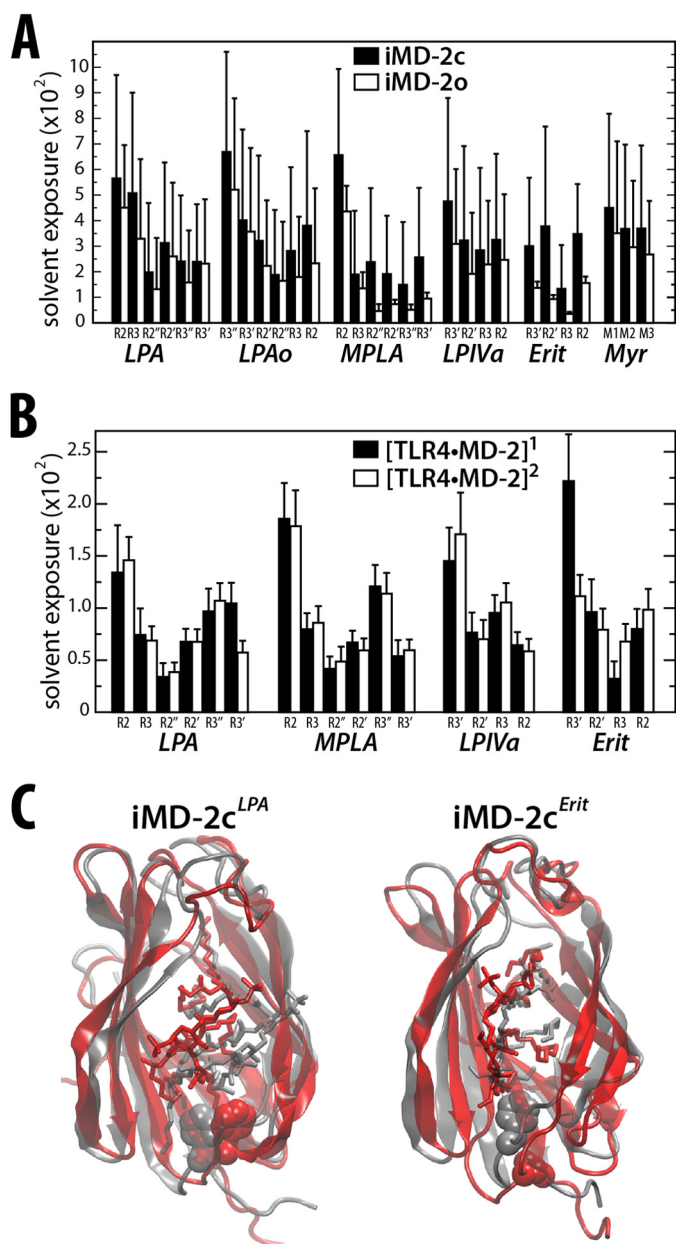 A
solvent exposure (x10²)
10
9
8
7
6
5
4
3
2
1
0
iMD-2c
iMD-2o
R2 R3 R2″ R2′ R3″ R3′ R3″ R3′ R2′ R2″ R3 R2 R2 R3 R2″ R2′ R3″ R3′ R3′ R2′ R3 R2 R3′ R2′ R3 R2 M1 M2 M3
LPA LPAo MPLA LPIVa Erit Myr
B
solvent exposure (x10²)
2.5
2.0
1.5
1.0
0.5
0
[TLR4•MD-2]¹
[TLR4•MD-2]²
R2 R3 R2″ R2′ R3″ R3′ R2 R3 R2″ R2′ R3″ R3′ R3′ R2′ R3 R2 R3′ R2′ R3 R2
LPA MPLA LPIVa Erit
C
iMD-2cᴸᴾᴬ iMD-2cᴱʳⁱᵗ